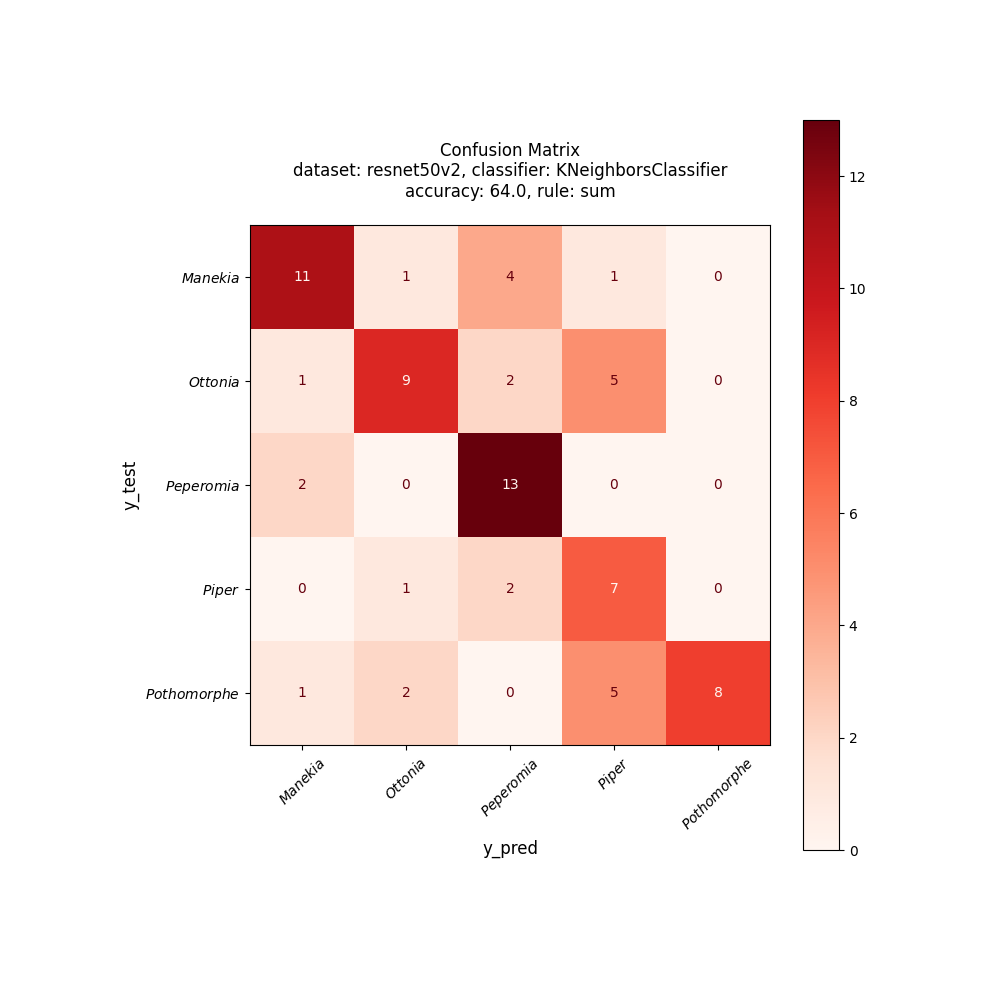 Confusion Matrix
dataset: resnet50v2, classifier: KNeighborsClassifier
accuracy: 64.0, rule: sum
y_test
Manekia 11 1 4 1 0
Ottonia 1 9 2 5 0
Peperomia 2 0 13 0 0
Piper 0 1 2 7 0
Pothomorphe 1 2 0 5 8
Manekia Ottonia Peperomia Piper Pothomorphe
y_pred
12
10
8
6
4
2
0